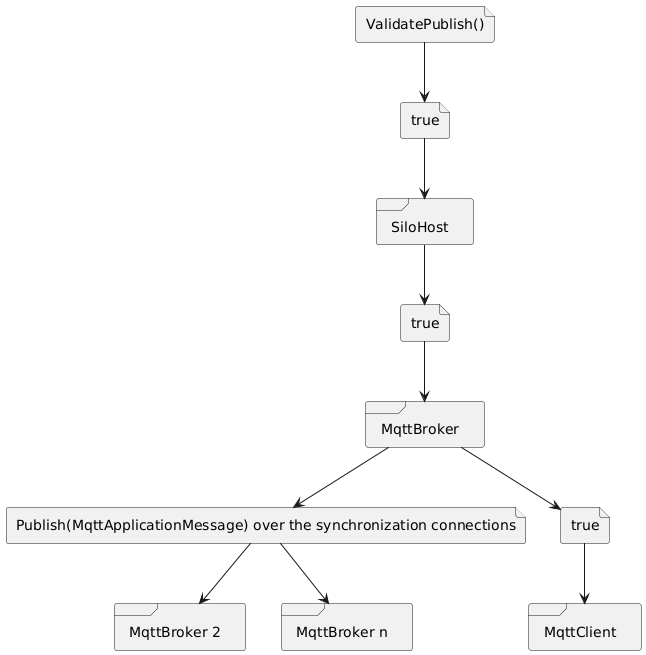 ValidatePublish()
true
SiloHost
true
MqttBroker
Publish(MqttApplicationMessage) over the synchronization connections
true
MqttBroker 2
MqttBroker n
MqttClient